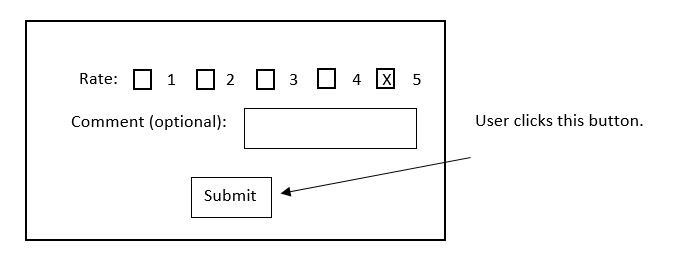 Rate: 1 2 3 4 X 5
Comment (optional):
User clicks this button.
Submit